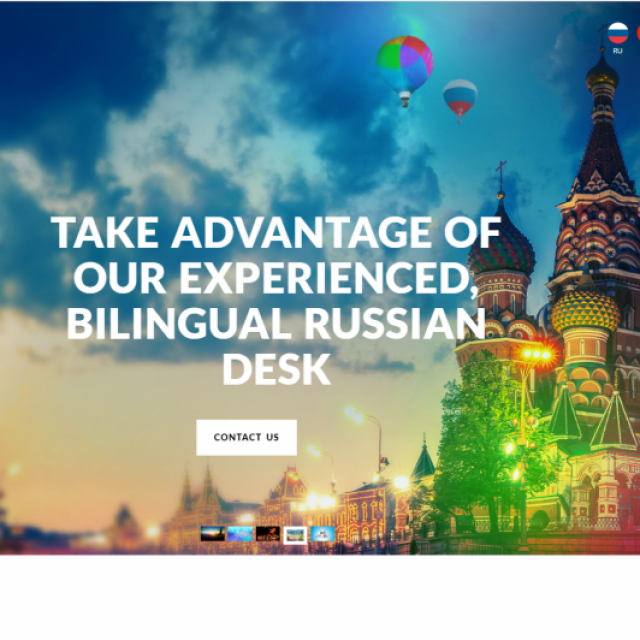 RU
TAKE ADVANTAGE OF
OUR EXPERIENCED,
BILINGUAL RUSSIAN
DESK
CONTACT US